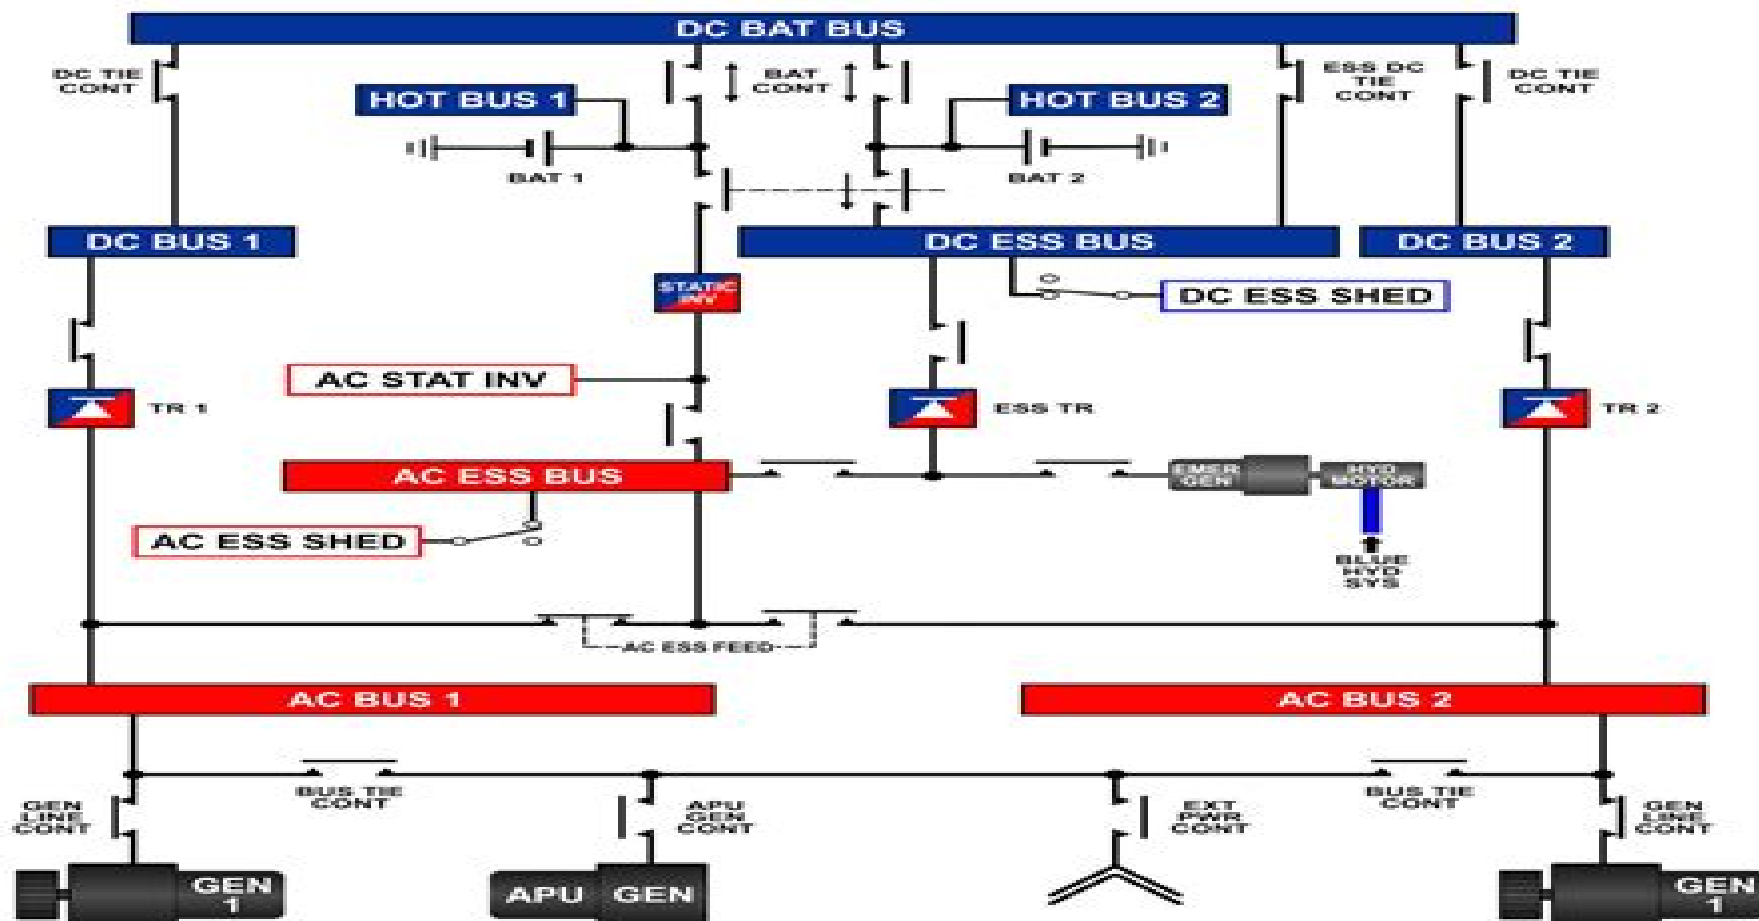 DC BAT BUS
DC TIE
CONT
HOT BUS 1
BAT
CONT
HOT BUS 2
ESS DC
TIE
CONT
DC TIE
CONT
BAT 1
BAT 2
DC BUS 1
DC ESS BUS
DC BUS 2
STATIC
INV
DC ESS SHED
AC STAT INV
TR 1
ESS TR
TR 2
AC ESS BUS
EMER
GEN
HYD
MOTOR
AC ESS SHED
BLUE
HYD
SYS
AC ESS FEED
AC BUS 1
AC BUS 2
GEN
LINE
CONT
BUS TIE
CONT
APU
GEN
CONT
EXT
PWR
CONT
BUS TIE
CONT
GEN
LINE
CONT
GEN
1
APU GEN
GEN
1